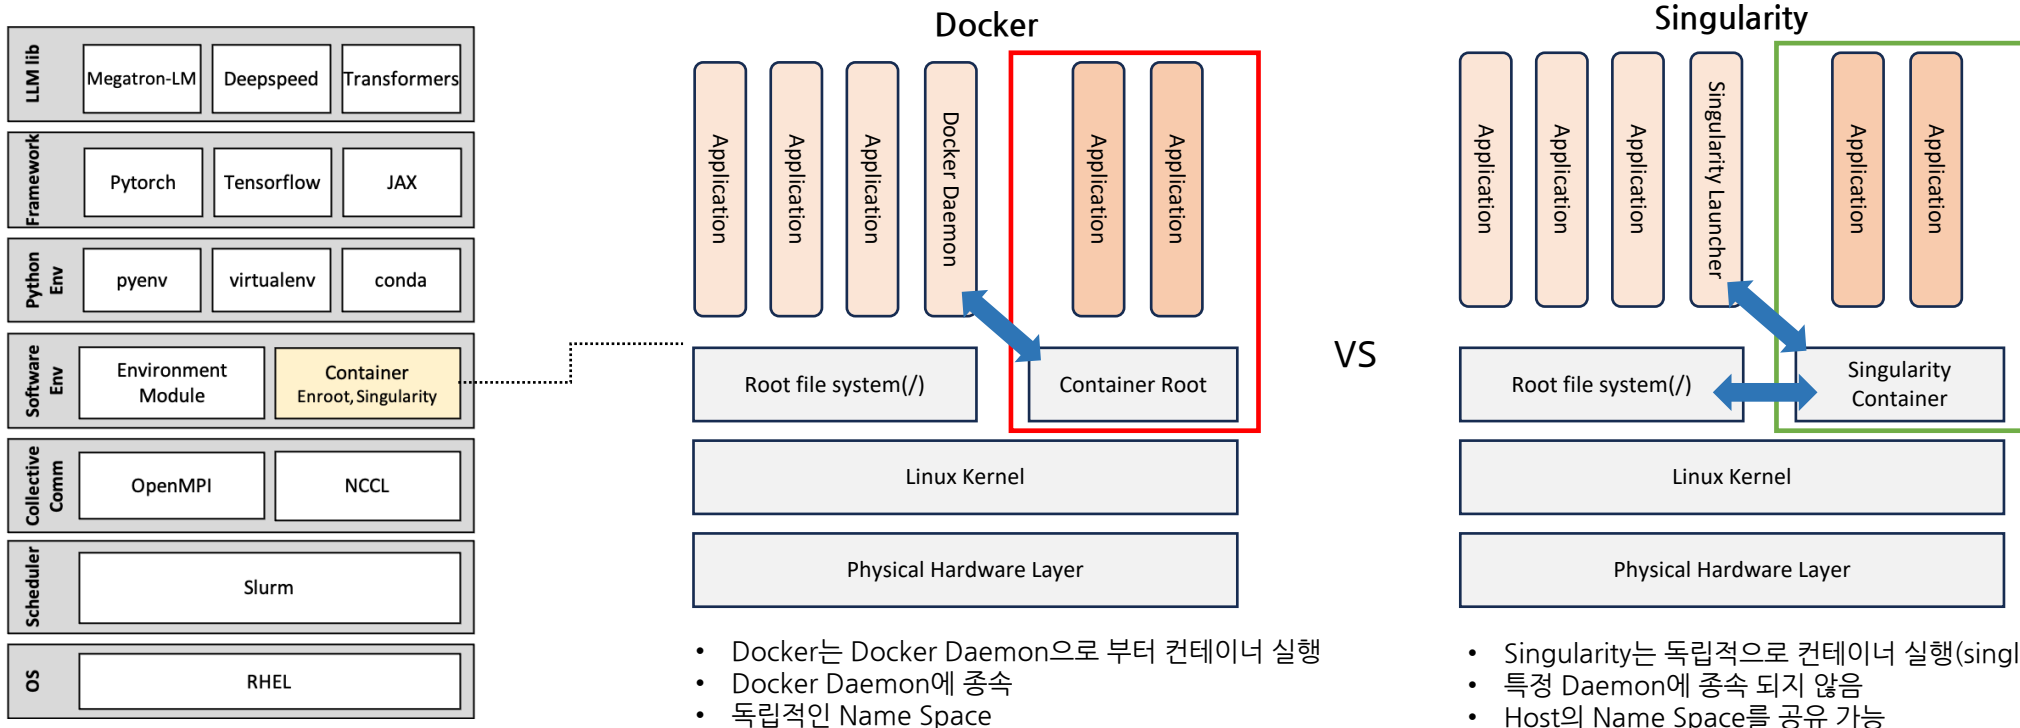 LLM lib
Megatron-LM
Deepspeed
Transformers
Framework
Pytorch
Tensorflow
JAX
Python
Env
pyenv
virtualenv
conda
Software
Env
Environment
Module
Container
Enroot, Singularity
Collective
Comm
OpenMPI
NCCL
Scheduler
Slurm
OS
RHEL
Docker
Application
Application
Application
Docker Daemon
Application
Application
Root file system(/)
Container Root
Linux Kernel
Physical Hardware Layer
• Docker는 Docker Daemon으로 부터 컨테이너 실행
• Docker Daemon에 종속
• 독립적인 Name Space
VS
Singularity
Application
Application
Application
Singularity Launcher
Application
Application
Root file system(/)
Singularity
Container
Linux Kernel
Physical Hardware Layer
• Singularity는 독립적으로 컨테이너 실행(singl
• 특정 Daemon에 종속 되지 않음
• Host의 Name Space를 공유 가능